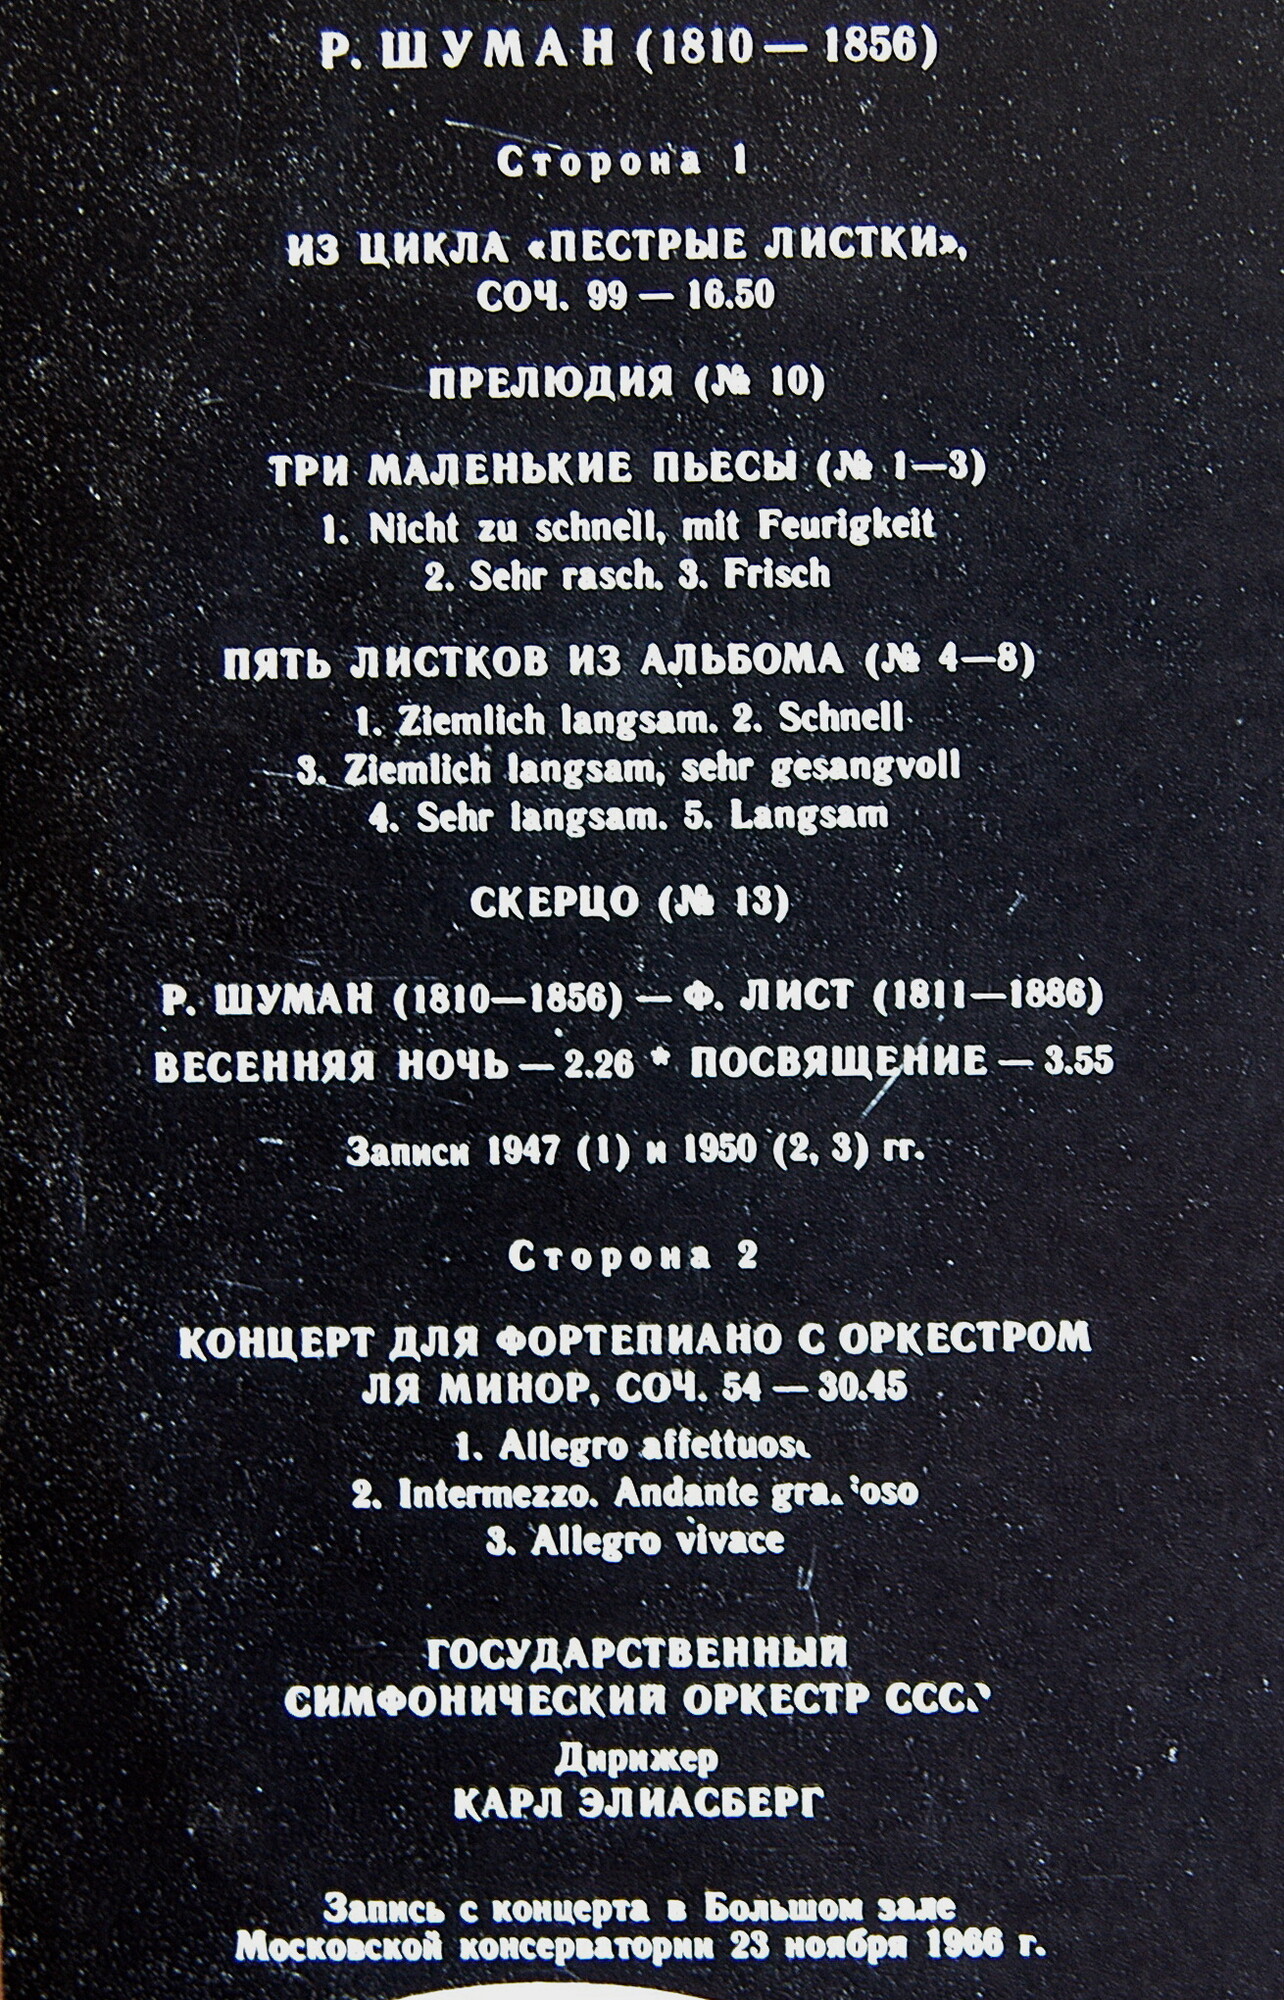 Р. ШУМАН (1810 — 1856)
Сторона 1
ИЗ ЦИКЛА «ПЕСТРЫЕ ЛИСТКИ»,
СОЧ. 99 — 16.50
ПРЕЛЮДИЯ (№ 10)
ТРИ МАЛЕНЬКИЕ ПЬЕСЫ (№ 1—3)
1. Nicht zu schnell, mit Feurigkeit
2. Sehr rasch. 3. Frisch
ПЯТЬ ЛИСТКОВ ИЗ АЛЬБОМА (№ 4—8)
1. Ziemlich langsam. 2. Schnell
3. Ziemlich langsam, sehr gesangvoll
4. Sehr langsam. 5. Langsam
СКЕРЦО (№ 13)
Р. ШУМАН (1810—1856) — Ф. ЛИСТ (1811—1886)
ВЕСЕННЯЯ НОЧЬ — 2.26 * ПОСВЯЩЕНИЕ — 3.55
Записи 1947 (1) и 1950 (2, 3) гг.
Сторона 2
КОНЦЕРТ ДЛЯ ФОРТЕПИАНО С ОРКЕСТРОМ
ЛЯ МИНОР, СОЧ. 54 — 30.45
1. Allegro affettuoso
2. Intermezzo. Andante grazioso
3. Allegro vivace
ГОСУДАРСТВЕННЫЙ
СИМФОНИЧЕСКИЙ ОРКЕСТР СССР
Дирижер
КАРЛ ЭЛИАСБЕРГ
Запись с концерта в Большом зале
Московской консерватории 23 ноября 1966 г.